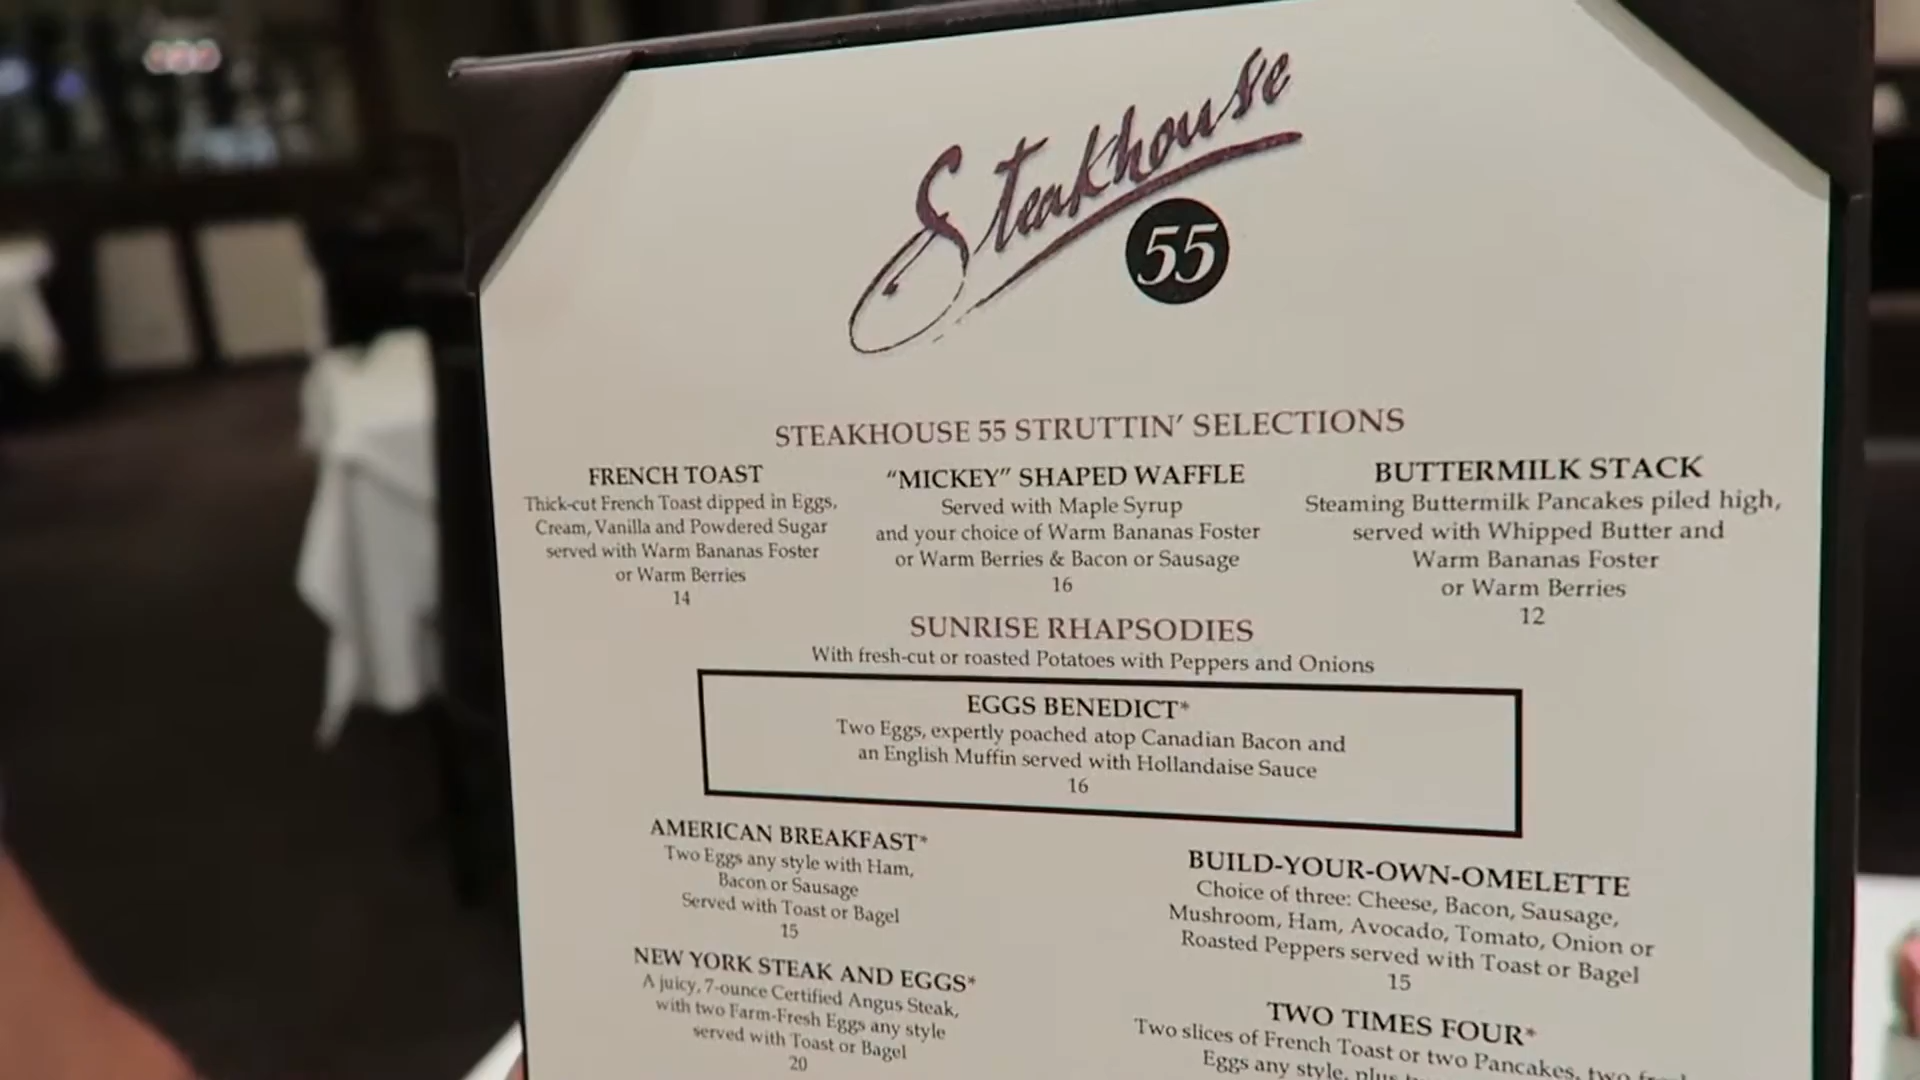 Steakhouse
55
STEAKHOUSE 55 STRUTTIN' SELECTIONS
FRENCH TOAST
Thick-cut French Toast dipped in Eggs,
Cream, Vanilla and Powdered Sugar
served with Warm Bananas Foster
or Warm Berries
14
"MICKEY" SHAPED WAFFLE
Served with Maple Syrup
and your choice of Warm Bananas Foster
or Warm Berries & Bacon or Sausage
16
BUTTERMILK STACK
Steaming Buttermilk Pancakes piled high,
served with Whipped Butter and
Warm Bananas Foster
or Warm Berries
12
SUNRISE RHAPSODIES
With fresh-cut or roasted Potatoes with Peppers and Onions
EGGS BENEDICT*
Two Eggs, expertly poached atop Canadian Bacon and
an English Muffin served with Hollandaise Sauce
16
AMERICAN BREAKFAST*
Two Eggs any style with Ham,
Bacon or Sausage
Served with Toast or Bagel
15
NEW YORK STEAK AND EGGS*
A juicy, 7-ounce Certified Angus Steak,
with two Farm-Fresh Eggs any style
served with Toast or Bagel
20
BUILD-YOUR-OWN-OMELETTE
Choice of three: Cheese, Bacon, Sausage,
Mushroom, Ham, Avocado, Tomato, Onion or
Roasted Peppers served with Toast or Bagel
15
TWO TIMES FOUR*
Two slices of French Toast or two Pancakes, two
Eggs any style, plus